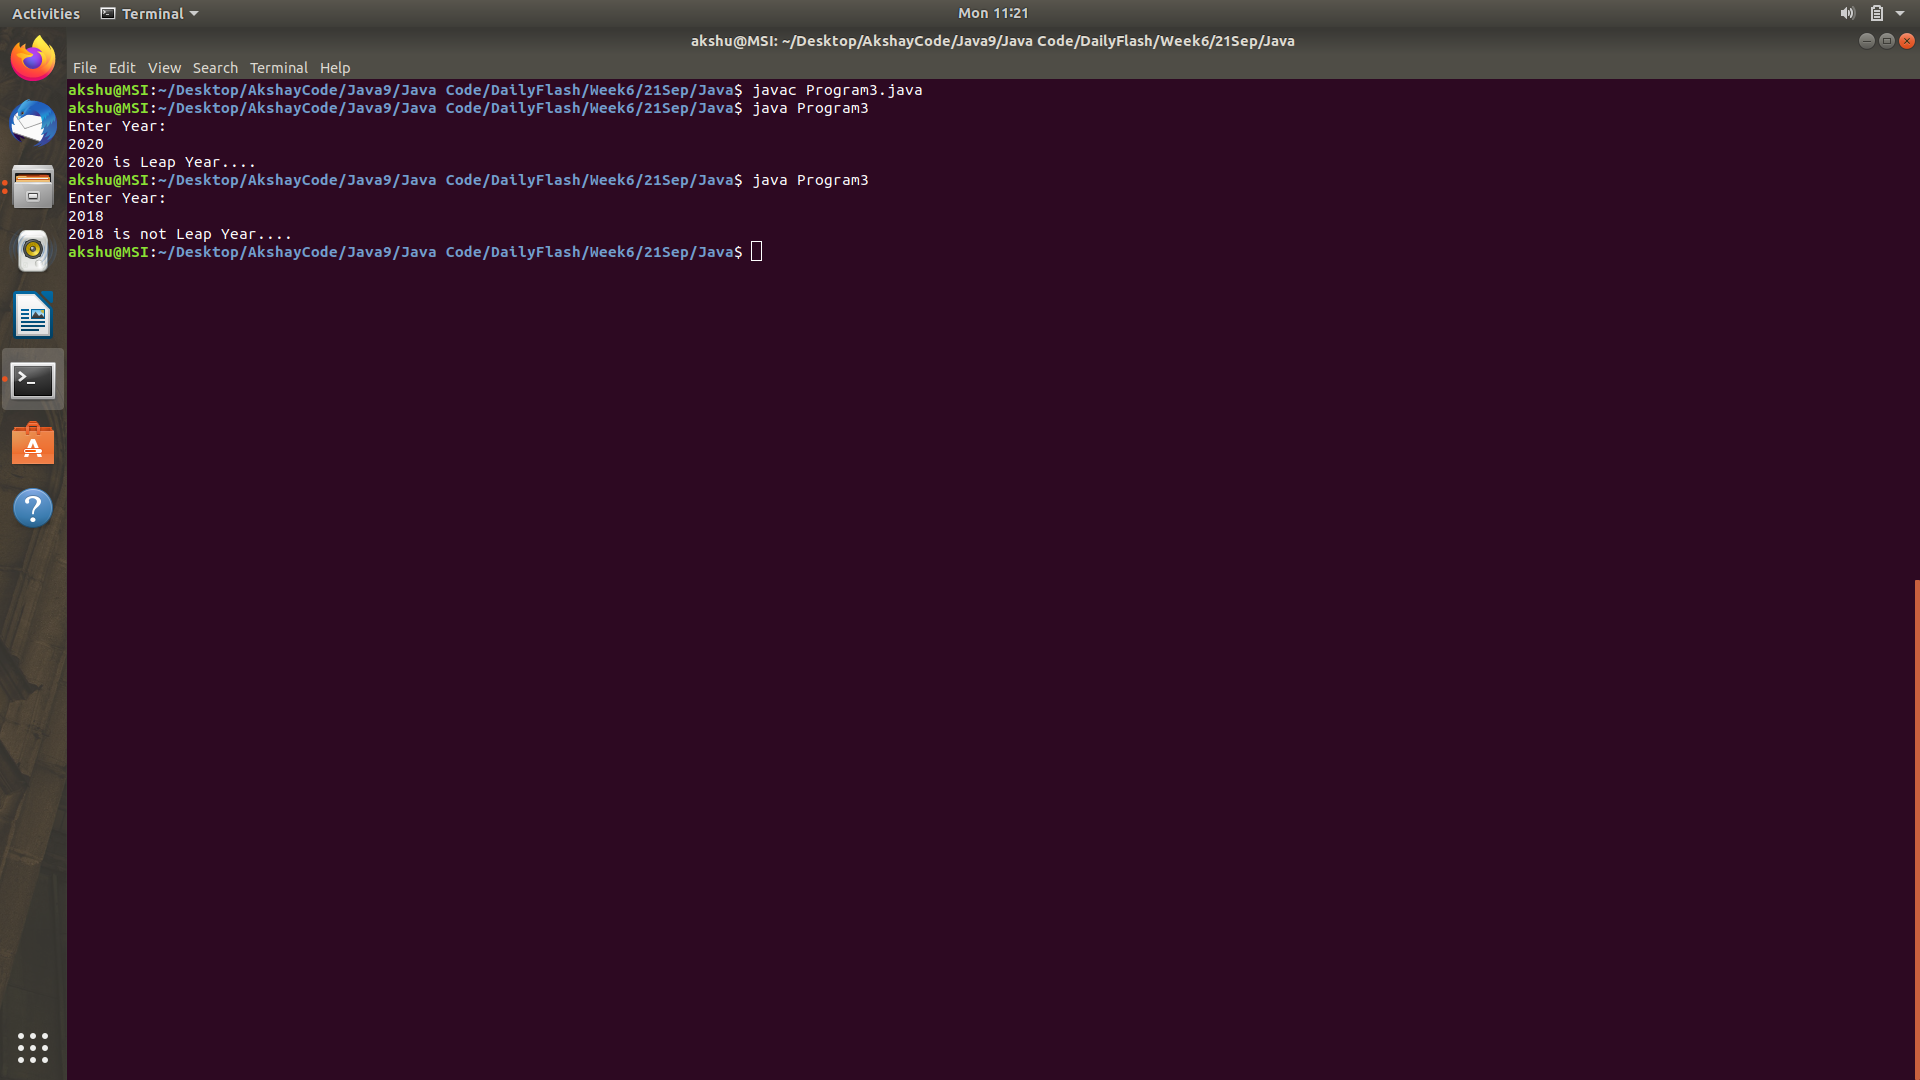 Activities Terminal Mon 11:21
akshu@MSI: ~/Desktop/AkshayCode/Java9/Java Code/DailyFlash/Week6/21Sep/Java
File Edit View Search Terminal Help
akshu@MSI:~/Desktop/AkshayCode/Java9/Java Code/DailyFlash/Week6/21Sep/Java$ javac Program3.java
akshu@MSI:~/Desktop/AkshayCode/Java9/Java Code/DailyFlash/Week6/21Sep/Java$ java Program3
Enter Year:
2020
2020 is Leap Year....
akshu@MSI:~/Desktop/AkshayCode/Java9/Java Code/DailyFlash/Week6/21Sep/Java$ java Program3
Enter Year:
2018
2018 is not Leap Year....
akshu@MSI:~/Desktop/AkshayCode/Java9/Java Code/DailyFlash/Week6/21Sep/Java$